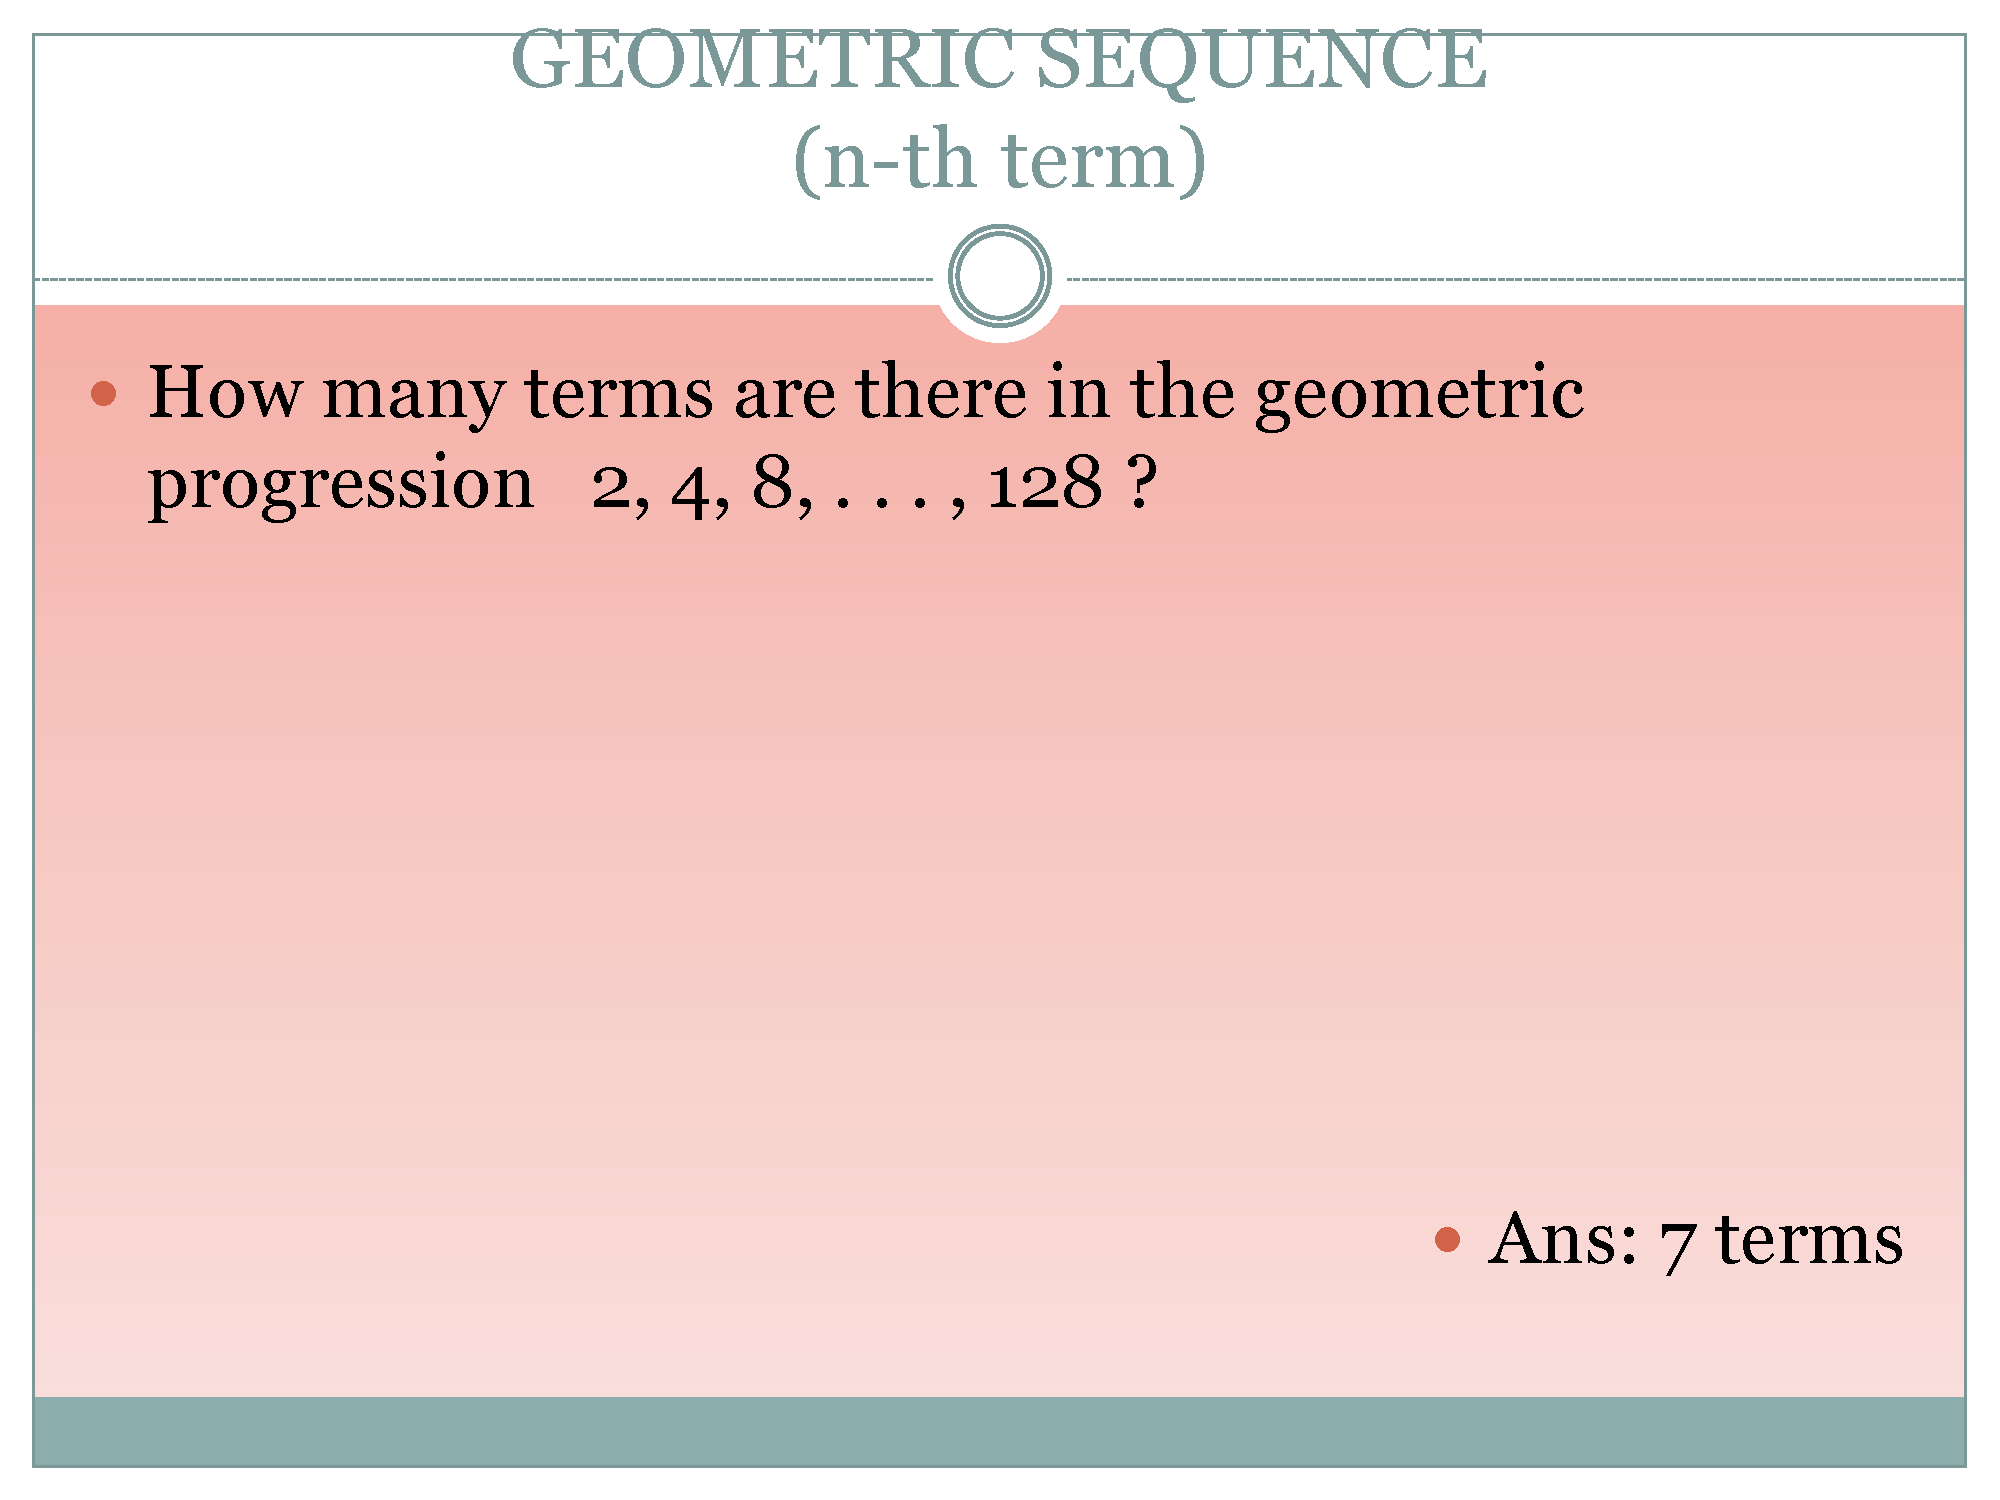 GEOMETRIC SEQUENCE
(n-th term)
• How many terms are there in the geometric
progression 2, 4, 8, . . . , 128 ?
• Ans: 7 terms